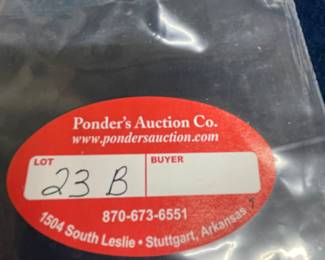 Ponder's Auction Co.
www.pondersauction.com
LOT
BUYER
23 B
870-673-6551
1504 South Leslie • Stuttgart, Arkansas